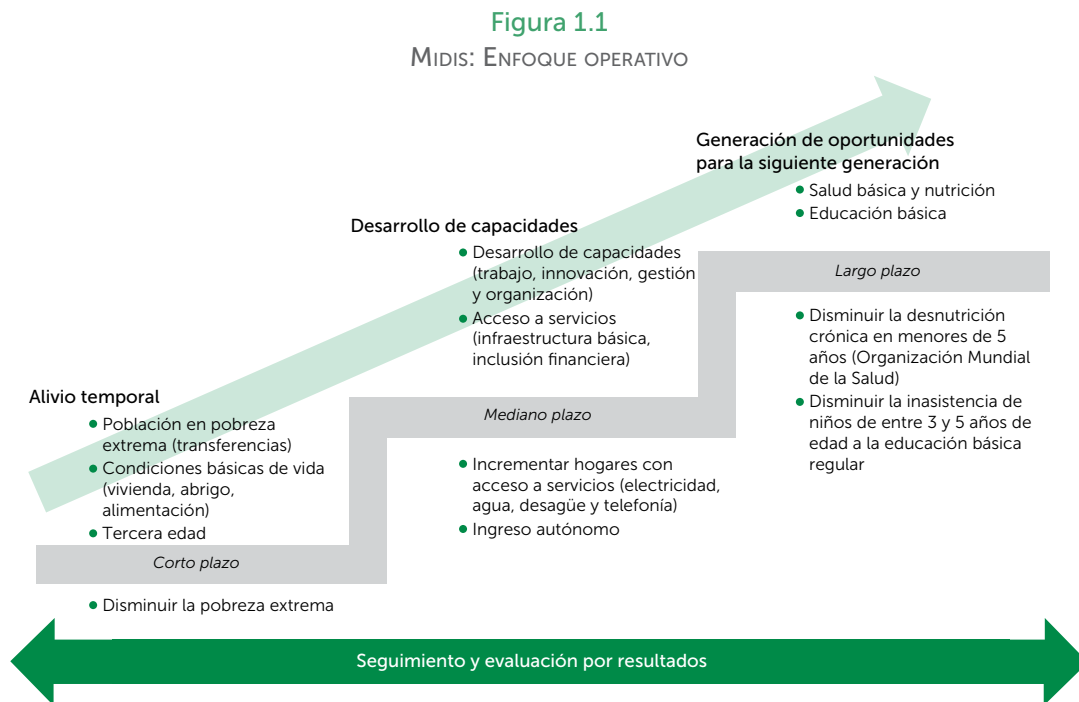 Figura 1.1
MIDIS: ENFOQUE OPERATIVO
Alivio temporal
• Población en pobreza
extrema (transferencias)
• Condiciones básicas de vida
(vivienda, abrigo,
alimentación)
• Tercera edad
Corto plazo
• Disminuir la pobreza extrema
Desarrollo de capacidades
• Desarrollo de capacidades
(trabajo, innovación, gestión
y organización)
• Acceso a servicios
(infraestructura básica,
inclusión financiera)
Mediano plazo
• Incrementar hogares con
acceso a servicios (electricidad,
agua, desagüe y telefonía)
• Ingreso autónomo
Generación de oportunidades
para la siguiente generación
• Salud básica y nutrición
• Educación básica
Largo plazo
• Disminuir la desnutrición
crónica en menores de 5
años (Organización Mundial
de la Salud)
• Disminuir la inasistencia de
niños de entre 3 y 5 años de
edad a la educación básica
regular
Seguimiento y evaluación por resultados